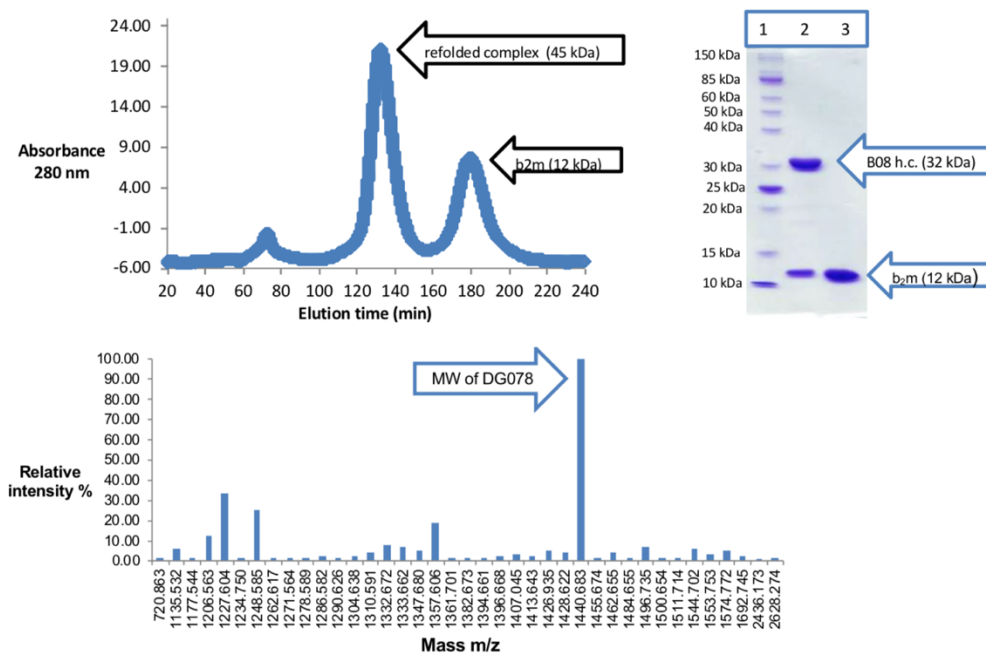 24.00
19.00
14.00
9.00
4.00
-1.00
-6.00
Absorbance
280 nm
refolded complex (45 kDa)
b2m (12 kDa)
20 40 60 80 100 120 140 160 180 200 220 240
Elution time (min)
1 2 3
150 kDa
85 kDa
60 kDa
50 kDa
40 kDa
30 kDa
25 kDa
20 kDa
15 kDa
10 kDa
B08 h.c. (32 kDa)
b₂m (12 kDa)
100.00
90.00
80.00
70.00
60.00
50.00
40.00
30.00
20.00
10.00
0.00
Relative
intensity %
MW of DG078
720.863
1135.532
1177.544
1206.563
1227.604
1234.750
1248.585
1262.617
1271.564
1278.589
1286.582
1290.626
1304.638
1310.591
1332.672
1333.662
1347.680
1357.606
1361.701
1382.673
1394.661
1396.688
1407.045
1413.643
1426.935
1428.622
1440.683
1455.674
1462.655
1484.655
1496.735
1500.654
1511.714
1544.702
1553.753
1574.772
1692.745
2436.173
2628.274
Mass m/z